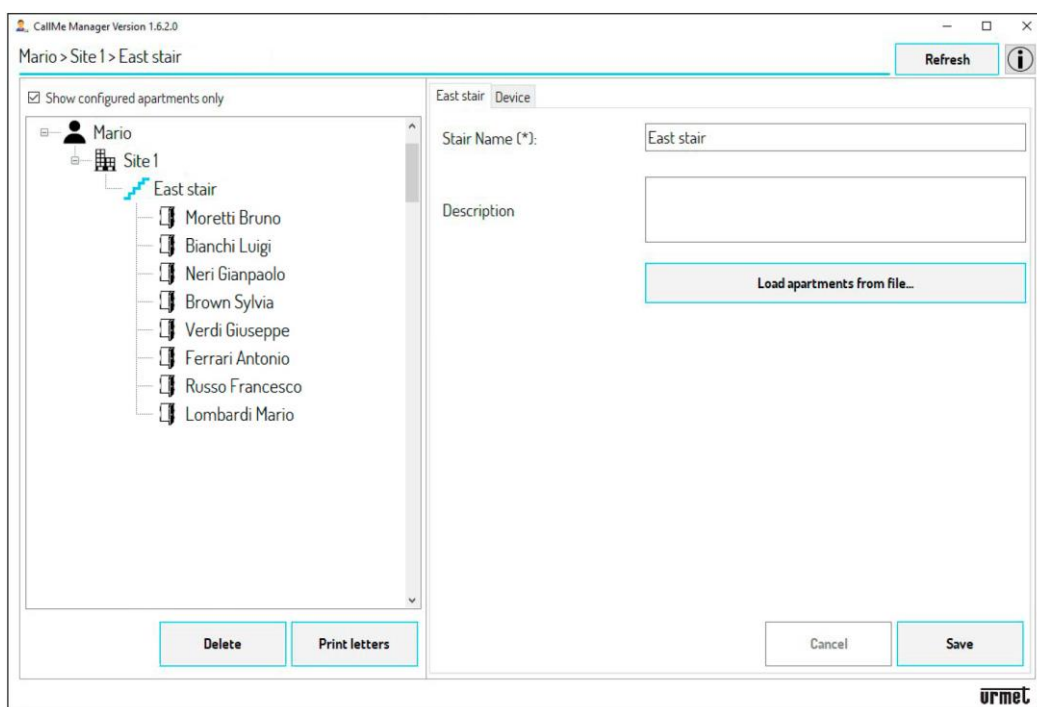 CallMe Manager Version 1.6.2.0
Mario > Site 1 > East stair
Refresh
Show configured apartments only
Mario
Site 1
East stair
Moretti Bruno
Bianchi Luigi
Neri Gianpaolo
Brown Sylvia
Verdi Giuseppe
Ferrari Antonio
Russo Francesco
Lombardi Mario
Delete
Print letters
East stair
Device
Stair Name (*):
East stair
Description
Load apartments from file...
Cancel
Save
urmet